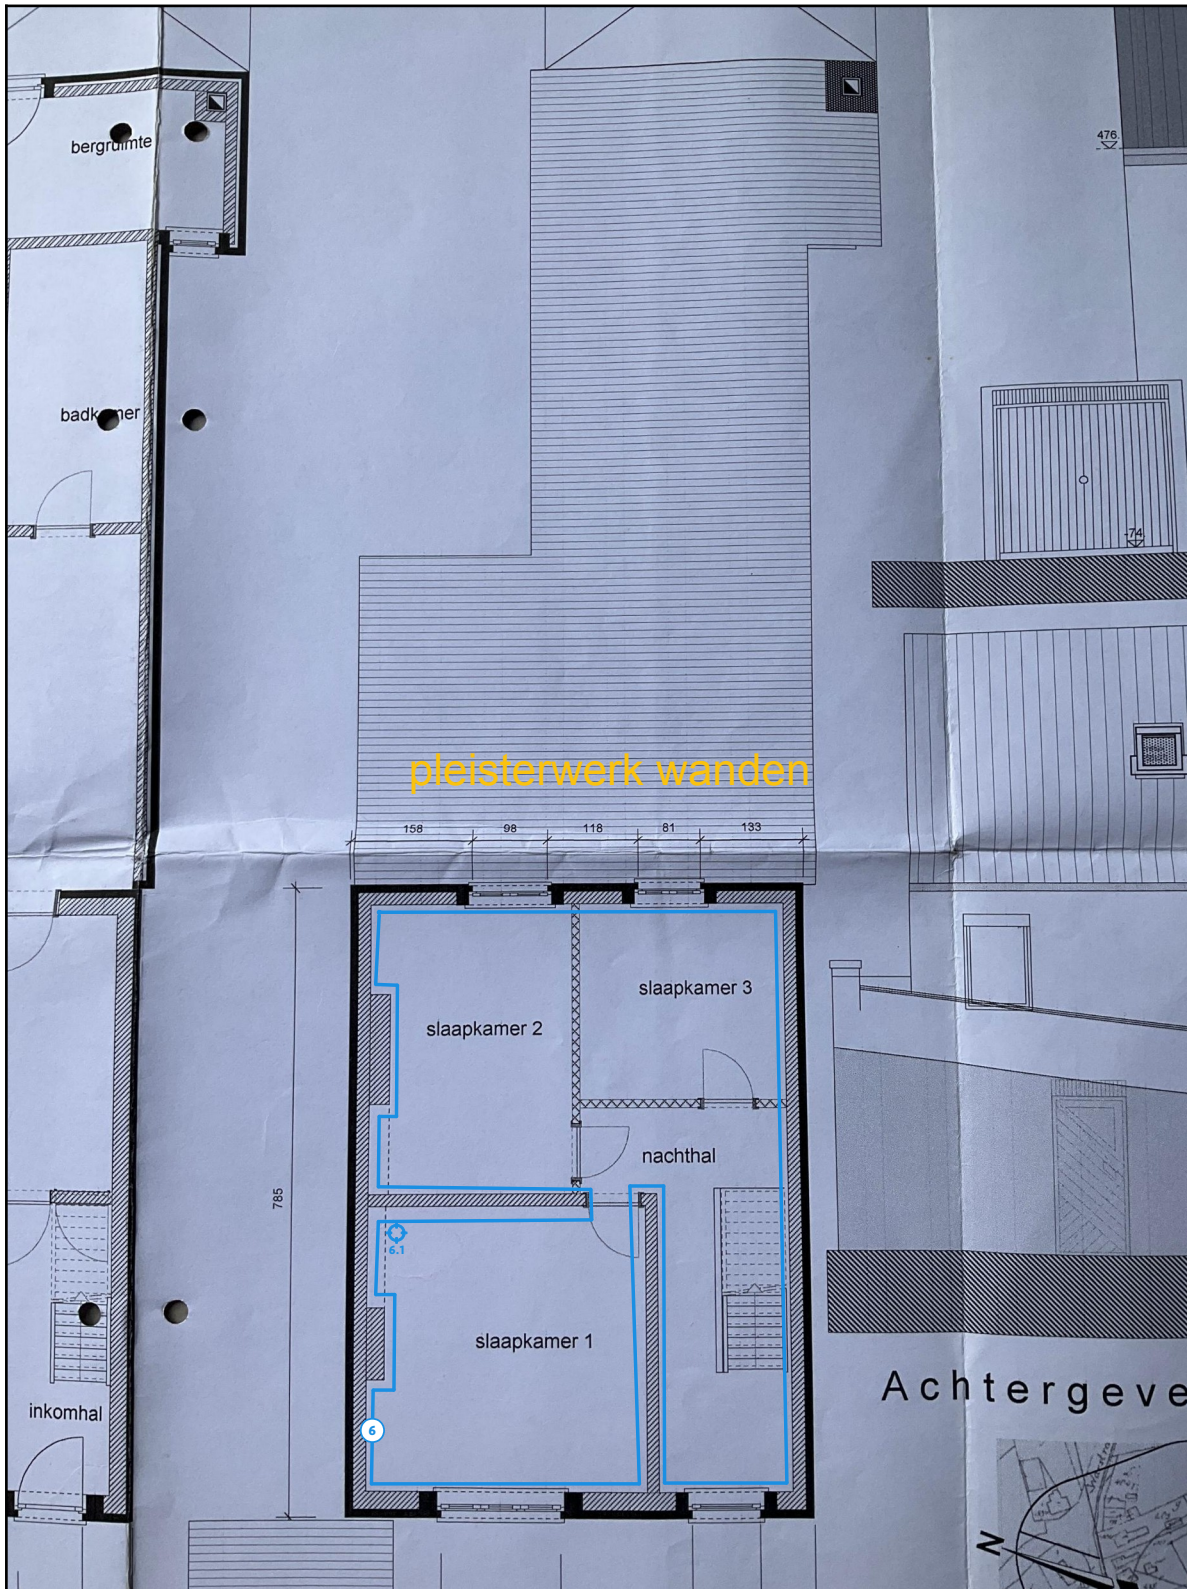 bergruimte
476
badkamer
-74
pleisterwerk wanden
158 98 118 81 133
slaapkamer 3
slaapkamer 2
nachthal
785
6.1
slaapkamer 1
Achtergeve
inkomhal
6
N